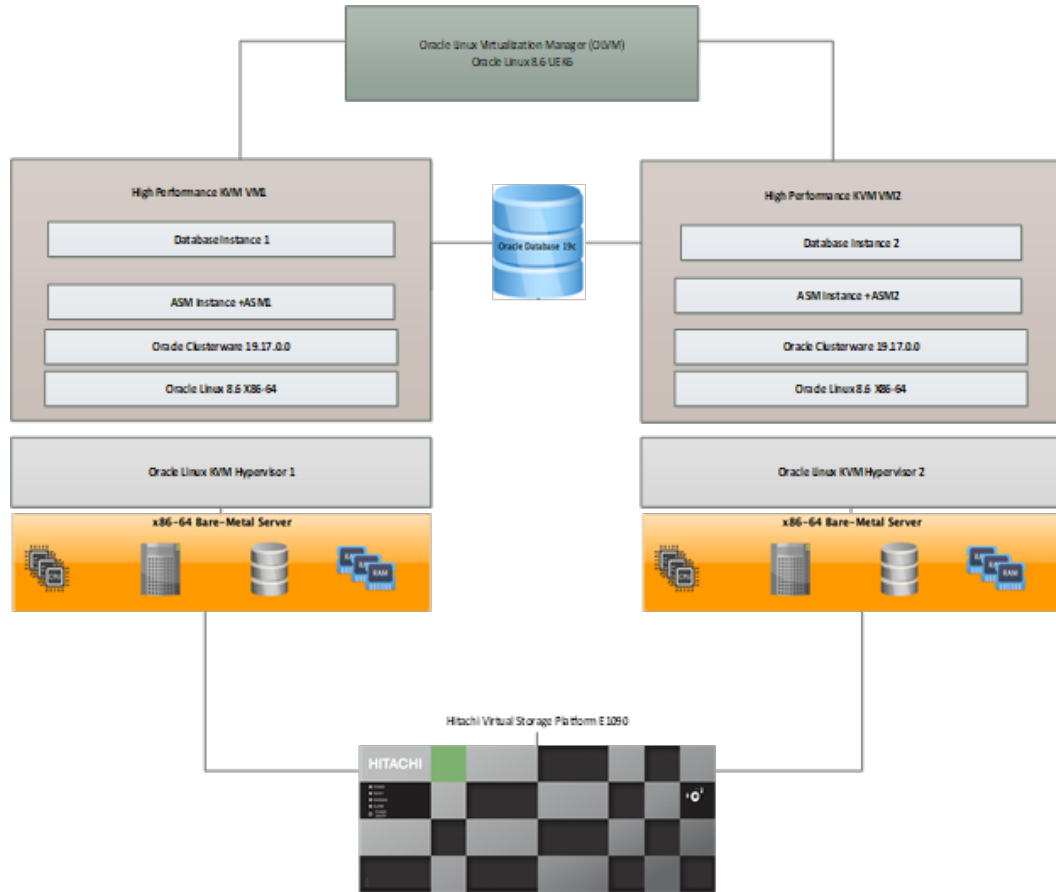 Oracle Linux Virtualization Manager (OLVM)
Oracle Linux 8.6 UEK6
High Performance KVM VM1
Database Instance 1
ASM Instance +ASM1
Oracle Clusterware 19.17.0.0
Oracle Linux 8.6 X86-64
Oracle Database 19c
High Performance KVM VM2
Database Instance 2
ASM Instance +ASM2
Oracle Clusterware 19.17.0.0
Oracle Linux 8.6 X86-64
Oracle Linux KVM Hypervisor 1
Oracle Linux KVM Hypervisor 2
x86-64 Bare-Metal Server
CPU
RAM
x86-64 Bare-Metal Server
CPU
RAM
Hitachi Virtual Storage Platform E1090
HITACHI